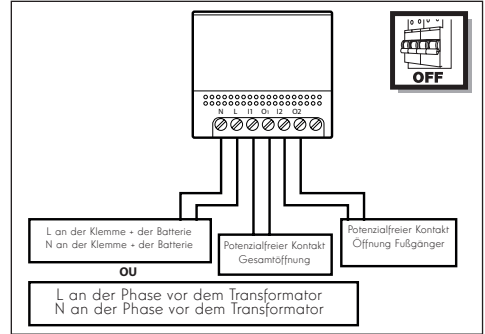 OFF
N L I1 O1 I2 O2
L an der Klemme + der Batterie
N an der Klemme + der Batterie
Potenzialfreier Kontakt
Gesamtöffnung
Potenzialfreier Kontakt
Öffnung Fußgänger
OU
L an der Phase vor dem Transformator
N an der Phase vor dem Transformator